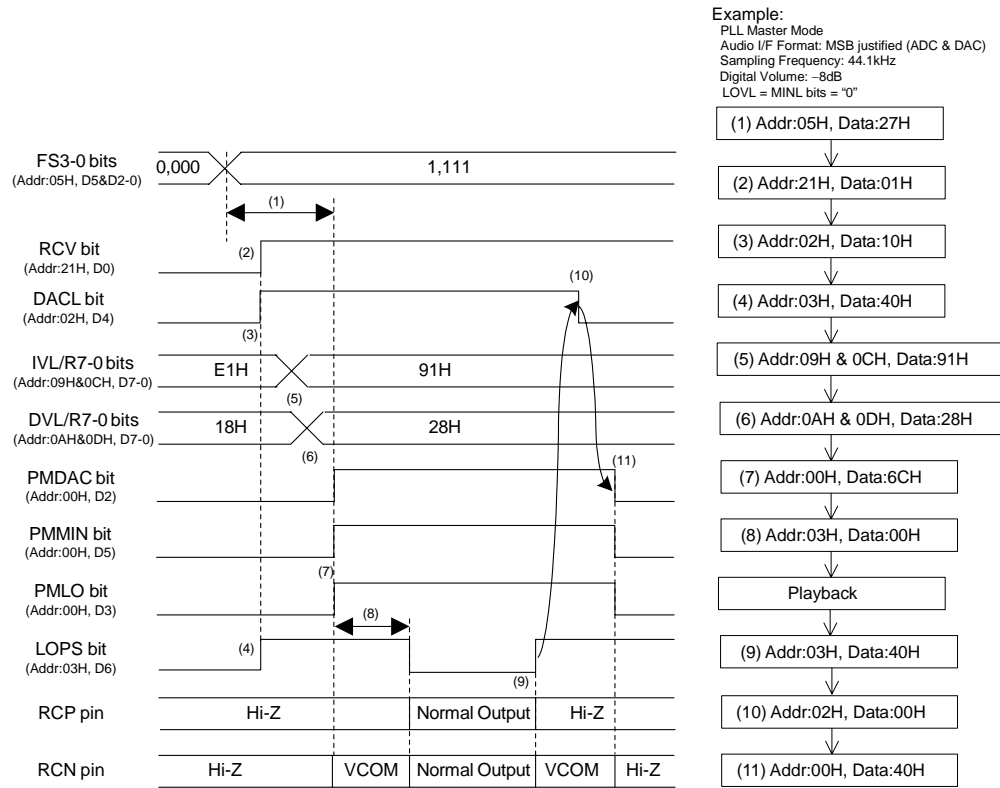 Example:
PLL Master Mode
Audio I/F Format: MSB justified (ADC & DAC)
Sampling Frequency: 44.1kHz
Digital Volume: −8dB
LOVL = MINL bits = “0”
FS3-0 bits
(Addr:05H, D5&D2-0)
0,000
1,111
(1)
RCV bit
(Addr:21H, D0)
(2)
DACL bit
(Addr:02H, D4)
(3)
(10)
IVL/R7-0 bits
(Addr:09H&0CH, D7-0)
E1H
91H
(5)
DVL/R7-0 bits
(Addr:0AH&0DH, D7-0)
18H
28H
(6)
PMDAC bit
(Addr:00H, D2)
(11)
PMMIN bit
(Addr:00H, D5)
(7)
PMLO bit
(Addr:00H, D3)
(8)
LOPS bit
(Addr:03H, D6)
(4)
(9)
RCP pin
Hi-Z
Normal Output
Hi-Z
RCN pin
Hi-Z
VCOM
Normal Output
VCOM
Hi-Z
(1) Addr:05H, Data:27H
(2) Addr:21H, Data:01H
(3) Addr:02H, Data:10H
(4) Addr:03H, Data:40H
(5) Addr:09H & 0CH, Data:91H
(6) Addr:0AH & 0DH, Data:28H
(7) Addr:00H, Data:6CH
(8) Addr:03H, Data:00H
Playback
(9) Addr:03H, Data:40H
(10) Addr:02H, Data:00H
(11) Addr:00H, Data:40H